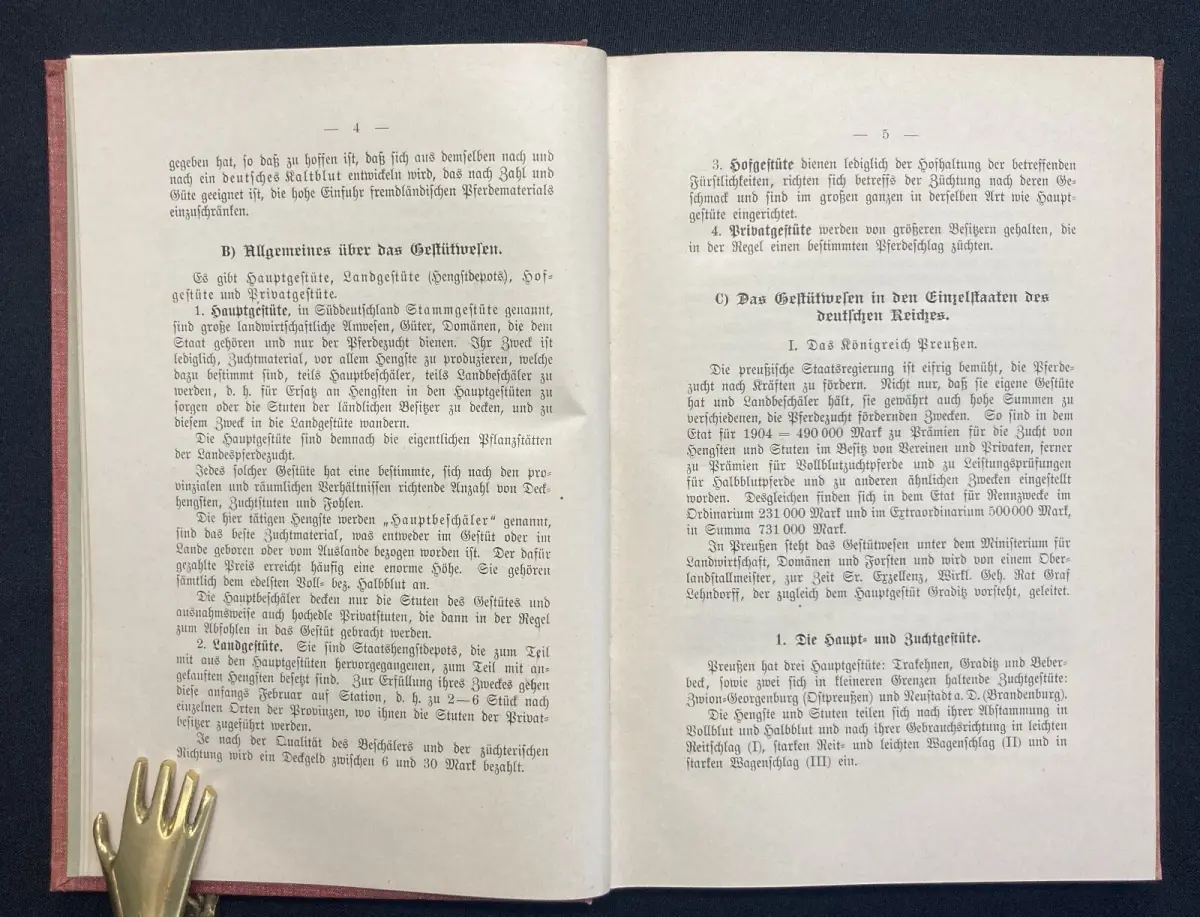 — 4 —
gegeben hat, so daß zu hoffen ist, daß sich aus demselben nach und
nach ein deutsches Kaltblut entwickeln wird, das nach Zahl und
Güte geeignet ist, die hohe Einfuhr fremdländischen Pferdematerials
einzuschränken.
B) Allgemeines über das Gestütwesen.
Es gibt Hauptgestüte, Landgestüte (Hengstdepots), Hof-
gestüte und Privatgestüte.
1. Hauptgestüte, in Süddeutschland Stammgestüte genannt,
sind große landwirtschaftliche Anwesen, Güter, Domänen, die dem
Staat gehören und nur der Pferdezucht dienen. Ihr Zweck ist
lediglich, Zuchtmaterial, vor allem Hengste zu produzieren, welche
dazu bestimmt sind, teils Hauptbeschäler, teils Landbeschäler zu
werden, d. h. für Ersatz an Hengsten in den Hauptgestüten zu
sorgen oder die Stuten der ländlichen Besitzer zu decken, und zu
diesem Zweck in die Landgestüte wandern.
Die Hauptgestüte sind demnach die eigentlichen Pflanzstätten
der Landespferdezucht.
Jedes solcher Gestüte hat eine bestimmte, sich nach den pro-
vinzialen und räumlichen Verhältnissen richtende Anzahl von Deck-
hengsten, Zuchtstuten und Fohlen.
Die hier tätigen Hengste werden „Hauptbeschäler“ genannt,
sind das beste Zuchtmaterial, was entweder im Gestüt oder im
Lande geboren oder vom Auslande bezogen worden ist. Der dafür
gezahlte Preis erreicht häufig eine enorme Höhe. Sie gehören
sämtlich dem edelsten Voll- bez. Halbblut an.
Die Hauptbeschäler decken nur die Stuten des Gestütes und
ausnahmsweise auch hochedle Privatstuten, die dann in der Regel
zum Abfohlen in das Gestüt gebracht werden.
2. Landgestüte. Sie sind Staatshengstdepots, die zum Teil
mit aus den Hauptgestüten hervorgegangenen, zum Teil mit an-
gekauften Hengsten besetzt sind. Zur Erfüllung ihres Zweckes gehen
diese anfangs Februar auf Station, d. h. zu 2—6 Stück nach
einzelnen Orten der Provinzen, wo ihnen die Stuten der Privat-
besitzer zugeführt werden.
Je nach der Qualität des Beschälers und der züchterischen
Richtung wird ein Deckgeld zwischen 6 und 30 Mark bezahlt.
— 5 —
3. Hofgestüte dienen lediglich der Hofhaltung der betreffenden
Fürstlichkeiten, richten sich betreffs der Züchtung nach deren Ge-
schmack und sind im großen ganzen in derselben Art wie Haupt-
gestüte eingerichtet.
4. Privatgestüte werden von größeren Besitzern gehalten, die
in der Regel einen bestimmten Pferdeschlag züchten.
C) Das Gestütwesen in den Einzelstaaten des
deutschen Reiches.
I. Das Königreich Preußen.
Die preußische Staatsregierung ist eifrig bemüht, die Pferde-
zucht nach Kräften zu fördern. Nicht nur, daß sie eigene Gestüte
hat und Landbeschäler hält, sie gewährt auch hohe Summen zu
verschiedenen, die Pferdezucht fördernden Zwecken. So sind in dem
Etat für 1904 = 490 000 Mark zu Prämien für die Zucht von
Hengsten und Stuten im Besitz von Vereinen und Privaten, ferner
zu Prämien für Vollblutzuchtpferde und zu Leistungsprüfungen
für Halbblutpferde und zu anderen ähnlichen Zwecken eingestellt
worden. Desgleichen finden sich in dem Etat für Rennzwecke im
Ordinarium 231 000 Mark und im Extraordinarium 500 000 Mark,
in Summa 731 000 Mark.
In Preußen steht das Gestütwesen unter dem Ministerium für
Landwirtschaft, Domänen und Forsten und wird von einem Ober-
landstallmeister, zur Zeit Sr. Exzellenz, Wirkl. Geh. Rat Graf
Lehndorff, der zugleich dem Hauptgestüt Graditz vorsteht, geleitet.
1. Die Haupt- und Zuchtgestüte.
Preußen hat drei Hauptgestüte: Trakehnen, Graditz und Beber-
beck, sowie zwei sich in kleineren Grenzen haltende Zuchtgestüte:
Zwion-Georgenburg (Ostpreußen) und Neustadt a. D. (Brandenburg).
Die Hengste und Stuten teilen sich nach ihrer Abstammung in
Vollblut und Halbblut und nach ihrer Gebrauchsrichtung in leichten
Reitschlag (I), starken Reit- und leichten Wagenschlag (II) und in
starken Wagenschlag (III) ein.